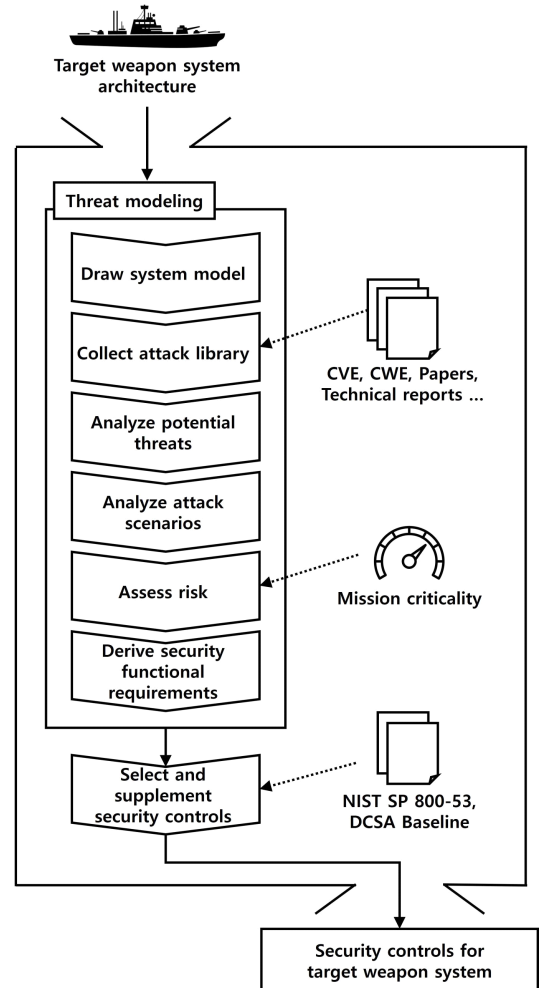 Target weapon system
architecture
Threat modeling
Draw system model
Collect attack library
CVE, CWE, Papers,
Technical reports ...
Analyze potential
threats
Analyze attack
scenarios
Assess risk
Mission criticality
Derive security
functional
requirements
Select and
supplement
security controls
NIST SP 800-53,
DCSA Baseline
Security controls for
target weapon system